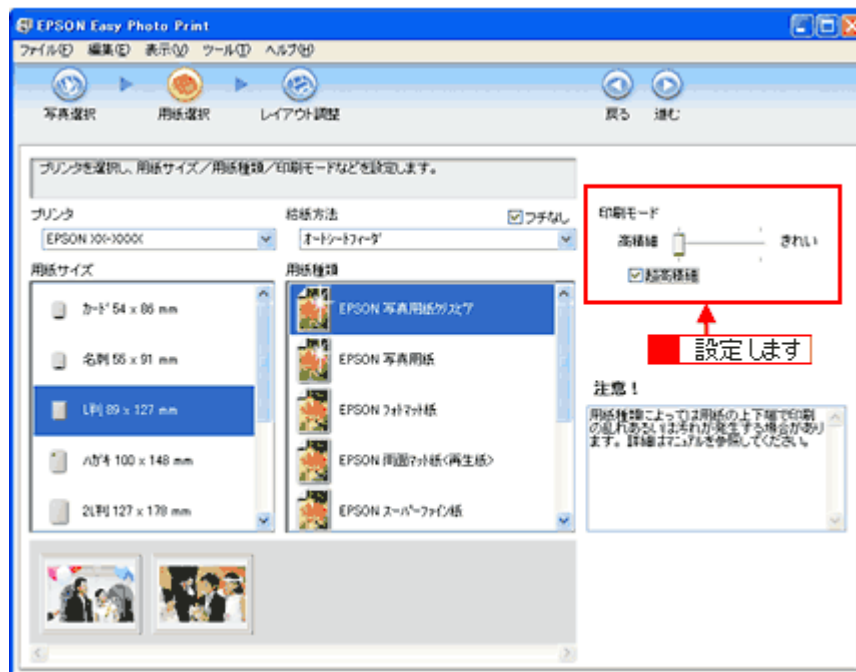 EPSON Easy Photo Print
ファイル(F) 編集(E) 表示(V) ツール(T) ヘルプ(H)
写真選択 用紙選択 レイアウト調整 戻る 進む
プリンタを選択し、用紙サイズ/用紙種類/印刷モードなどを設定します。
プリンタ
EPSON XX-XXXX
給紙方法
フチなし
オートシートフィーダ
印刷モード
高精細 きれい
超高精細
設定します
用紙サイズ
カード 54 x 86 mm
名刺 55 x 91 mm
L判 89 x 127 mm
ハガキ 100 x 148 mm
2L判 127 x 178 mm
用紙種類
EPSON 写真用紙クリスピア
EPSON 写真用紙
EPSON フォトマット紙
EPSON 両面マット紙<再生紙>
EPSON スーパーファイン紙
注意!
用紙種類によっては用紙の上下端で印刷
の乱れあるいは汚れが発生する場合があり
ます。詳細はマニュアルを参照してください。